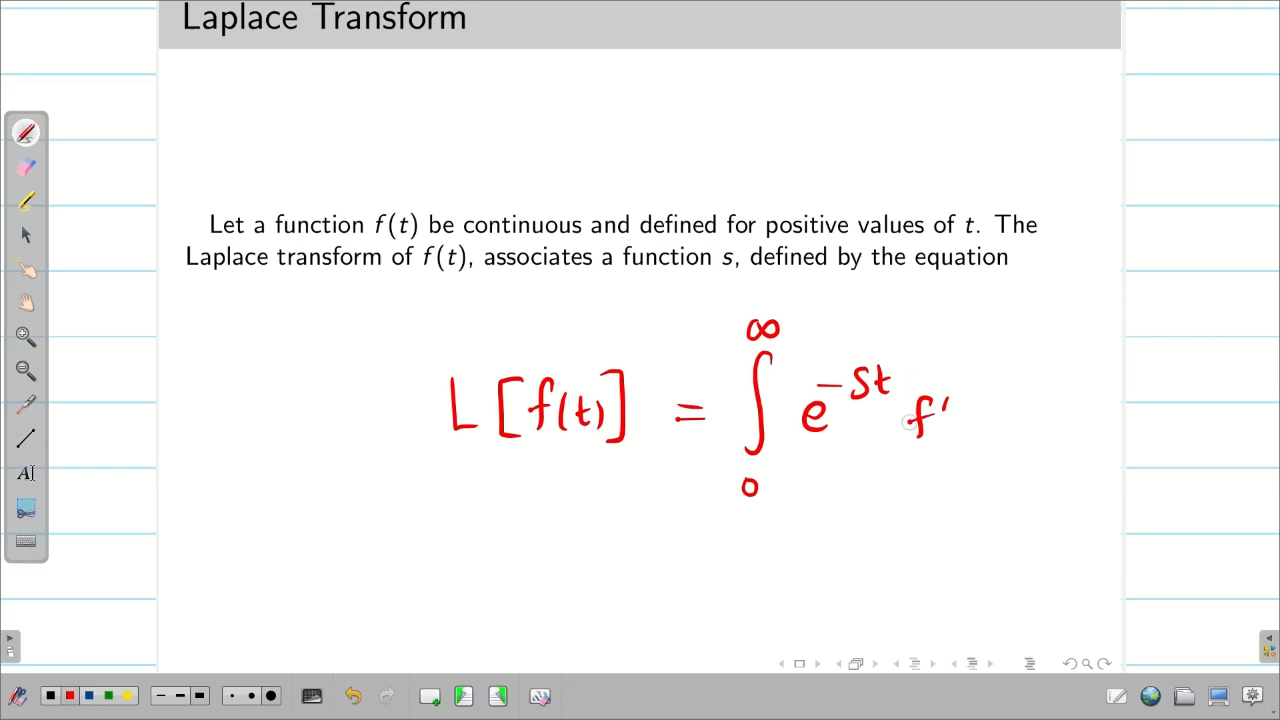 Laplace Transform
Let a function f(t) be continuous and defined for positive values of t. The
Laplace transform of f(t), associates a function s, defined by the equation
∞
L [f(t)] = ∫ e^{-st} f'
0
AI